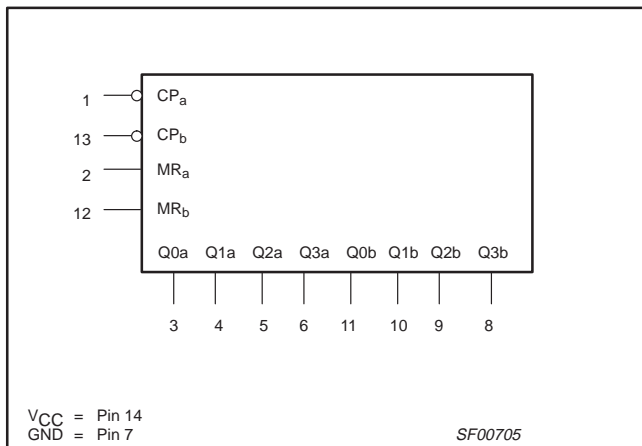 1 CPa
13 CPb
2 MRa
12 MRb
Q0a Q1a Q2a Q3a Q0b Q1b Q2b Q3b
3 4 5 6 11 10 9 8
VCC = Pin 14
GND = Pin 7
SF00705